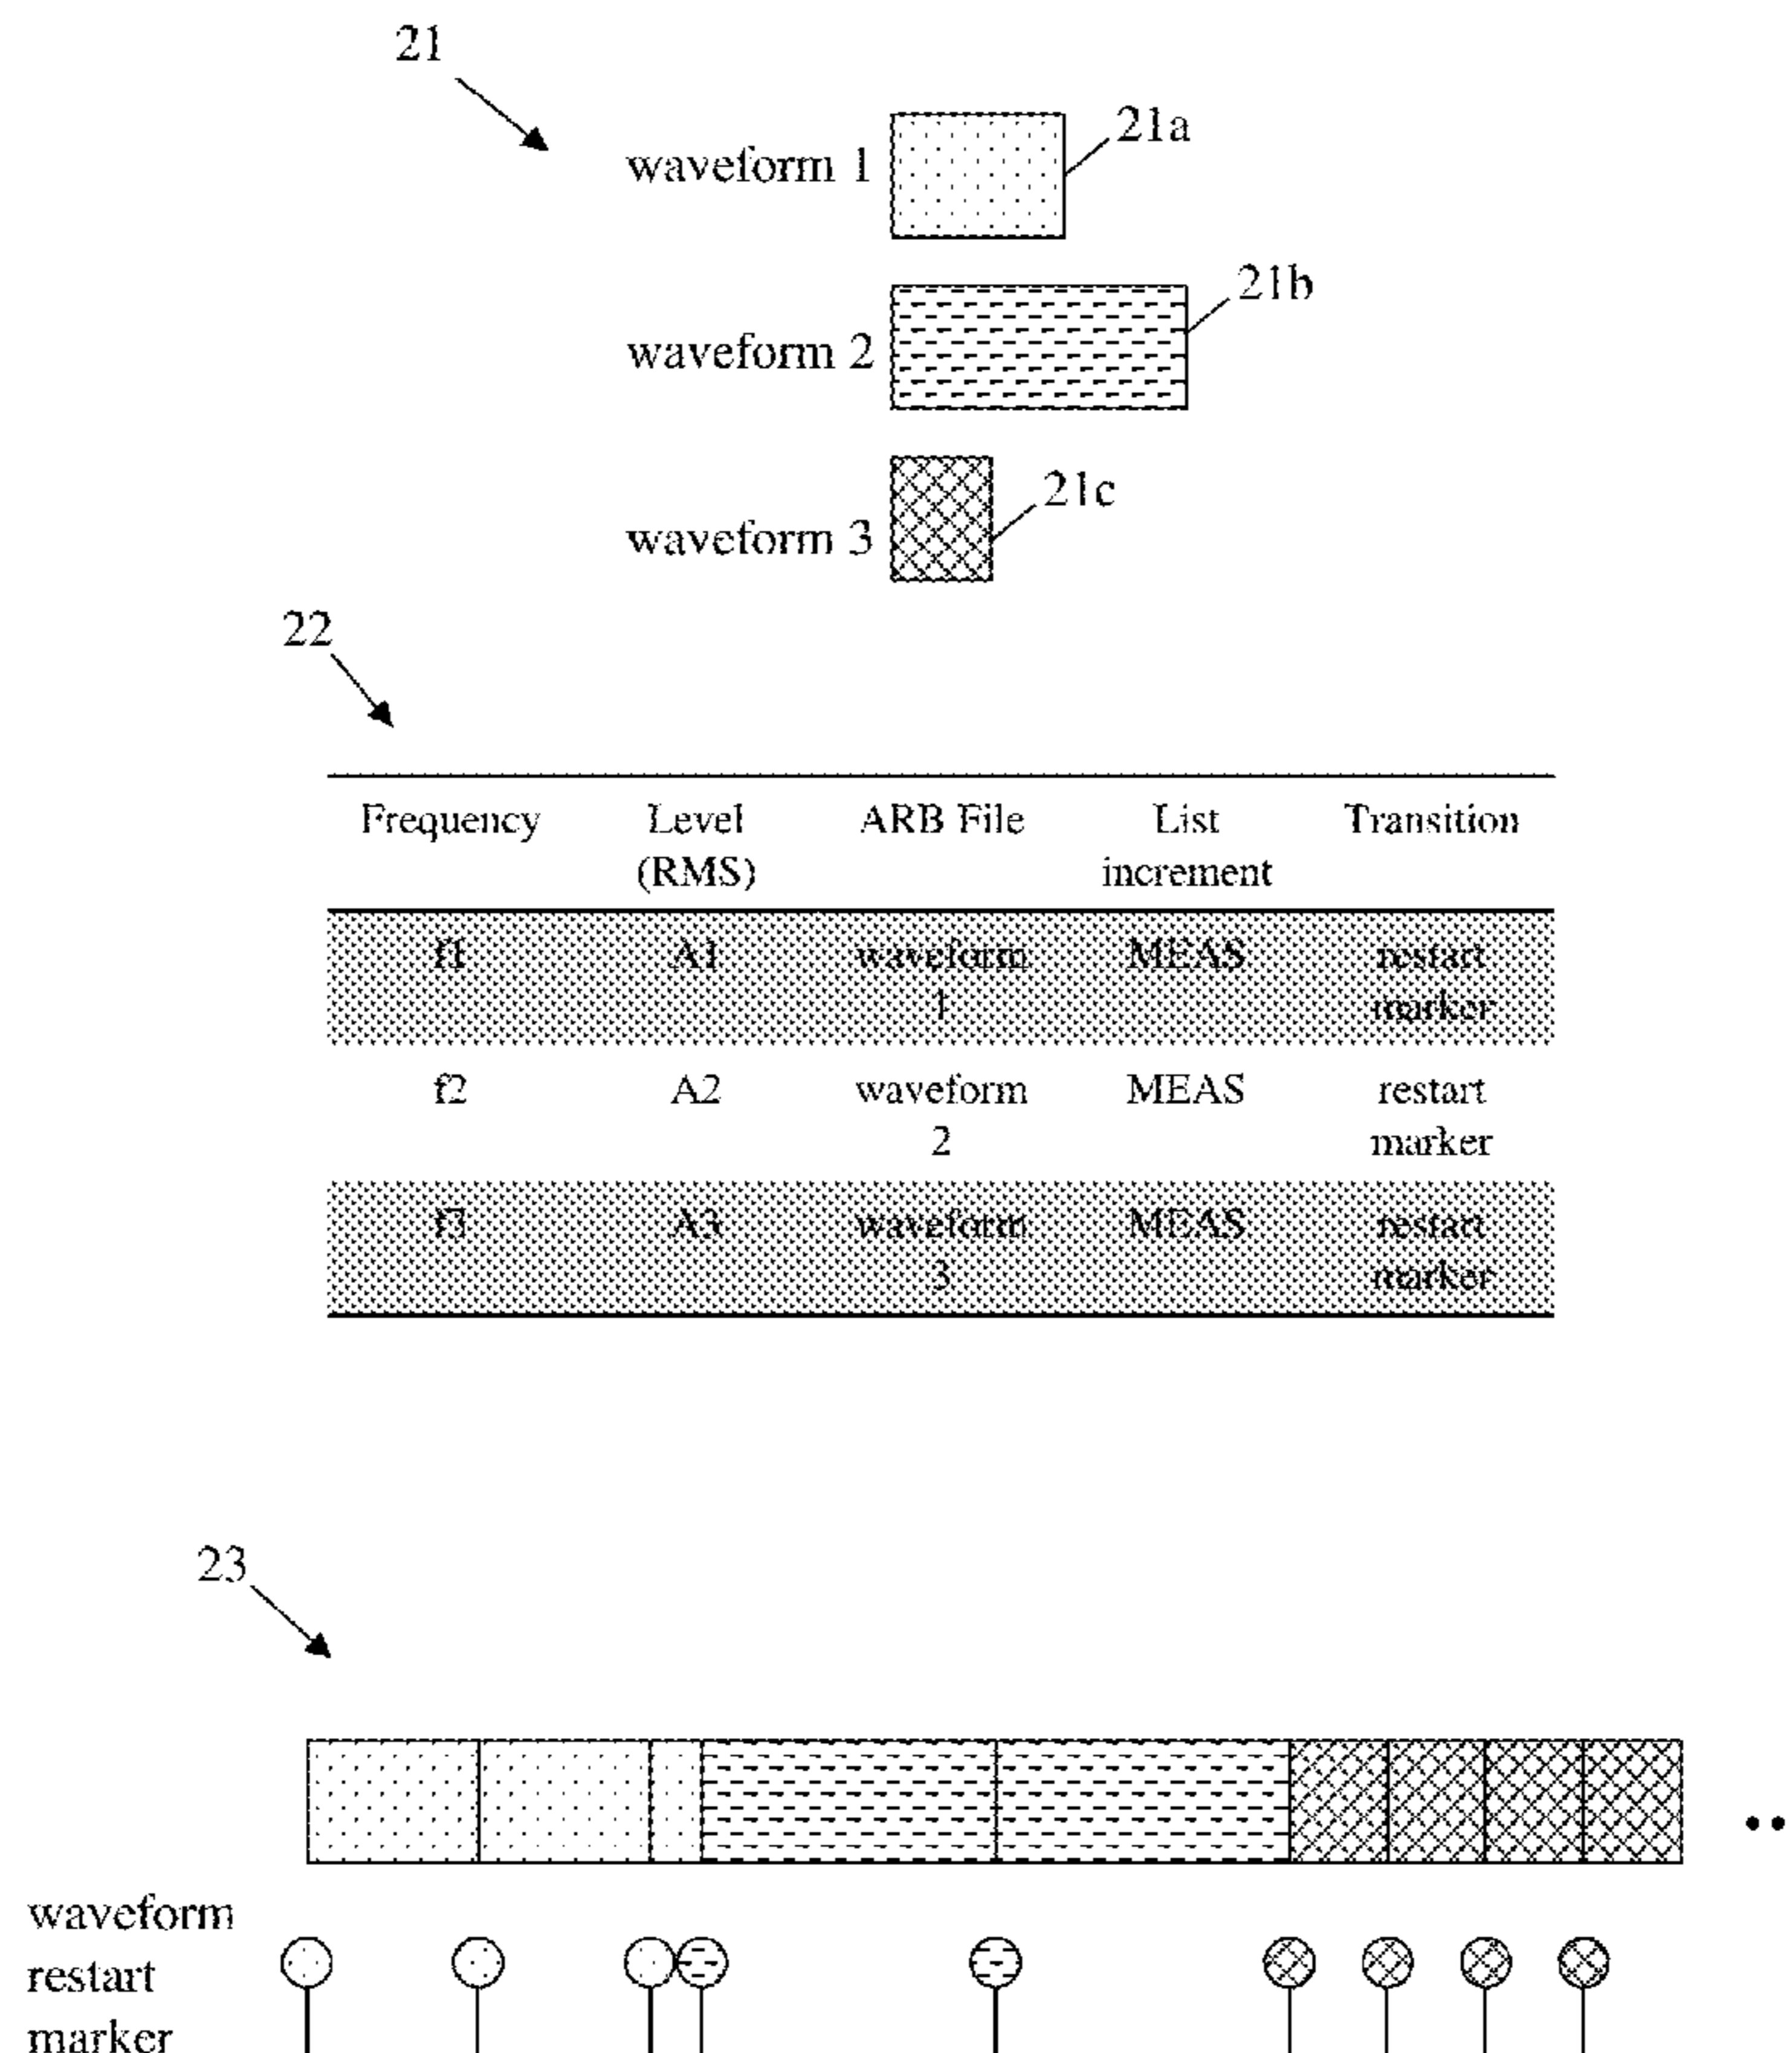 21
waveform 1
21a
waveform 2
21b
waveform 3
21c
22
Frequency Level ARB File List Transition
(RMS) increment
f1 A1 waveform MEAS restart
1 marker
f2 A2 waveform MEAS restart
2 marker
f3 A3 waveform MEAS restart
3 marker
23
waveform
restart
marker